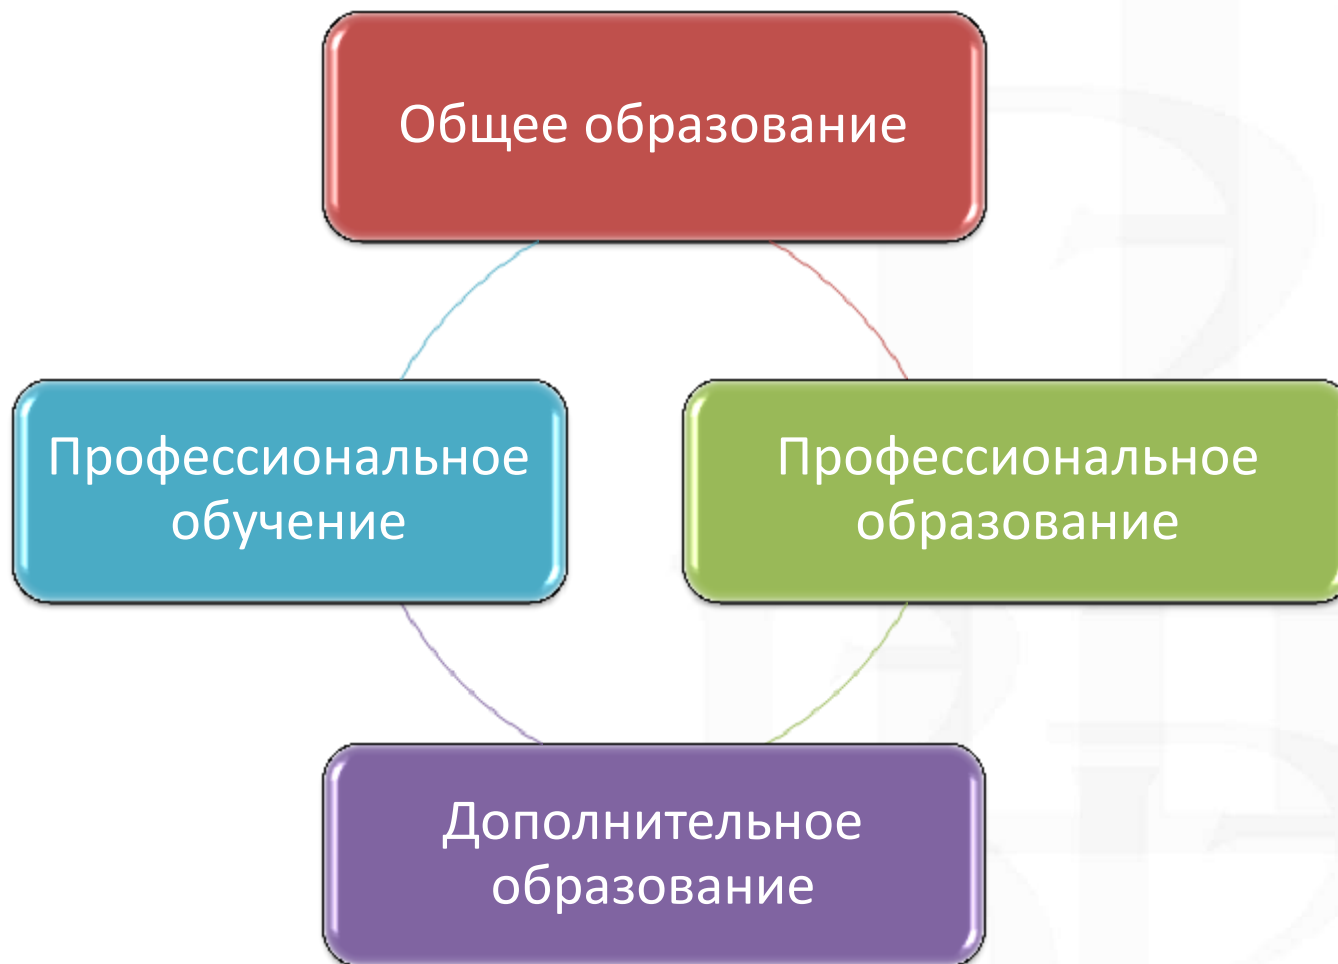 Общее образование
Профессиональное
обучение
Профессиональное
образование
Дополнительное
образование